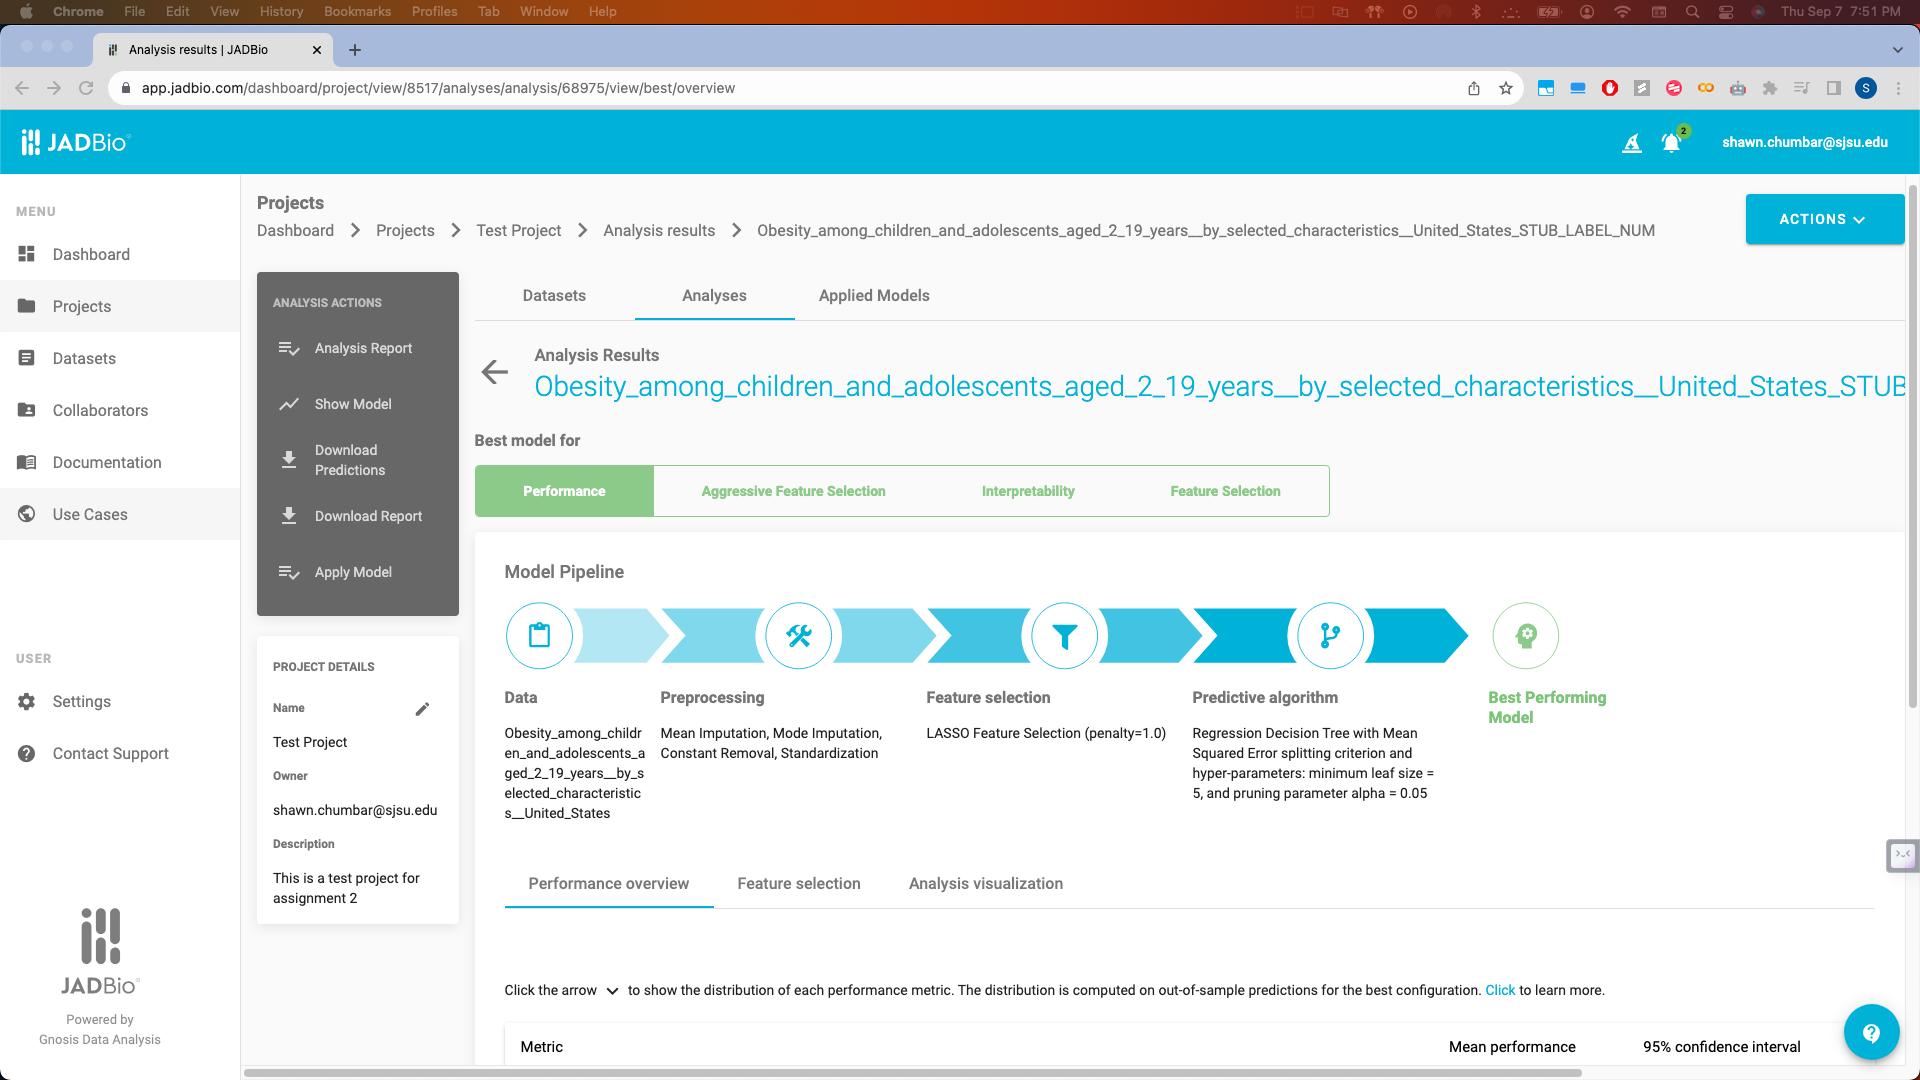 Chrome File Edit View History Bookmarks Profiles Tab Window Help Thu Sep 7 7:51 PM
Analysis results | JADBio
app.jadbio.com/dashboard/project/view/8517/analyses/analysis/68975/view/best/overview
S
JADBio
2
shawn.chumbar@sjsu.edu
MENU
Dashboard
Projects
Datasets
Collaborators
Documentation
Use Cases
USER
Settings
Contact Support
JADBio
Powered by
Gnosis Data Analysis
Projects
Dashboard Projects Test Project Analysis results Obesity_among_children_and_adolescents_aged_2_19_years__by_selected_characteristics__United_States_STUB_LABEL_NUM
ACTIONS
ANALYSIS ACTIONS
Analysis Report
Show Model
Download
Predictions
Download Report
Apply Model
PROJECT DETAILS
Name
Test Project
Owner
shawn.chumbar@sjsu.edu
Description
This is a test project for
assignment 2
Datasets Analyses Applied Models
Analysis Results
Obesity_among_children_and_adolescents_aged_2_19_years__by_selected_characteristics__United_States_STUB
Best model for
Performance Aggressive Feature Selection Interpretability Feature Selection
Model Pipeline
Data
Obesity_among_childr
en_and_adolescents_a
ged_2_19_years__by_s
elected_characteristic
s__United_States
Preprocessing
Mean Imputation, Mode Imputation,
Constant Removal, Standardization
Feature selection
LASSO Feature Selection (penalty=1.0)
Predictive algorithm
Regression Decision Tree with Mean
Squared Error splitting criterion and
hyper-parameters: minimum leaf size =
5, and pruning parameter alpha = 0.05
Best Performing
Model
Performance overview Feature selection Analysis visualization
Click the arrow to show the distribution of each performance metric. The distribution is computed on out-of-sample predictions for the best configuration. Click to learn more.
Metric Mean performance 95% confidence interval